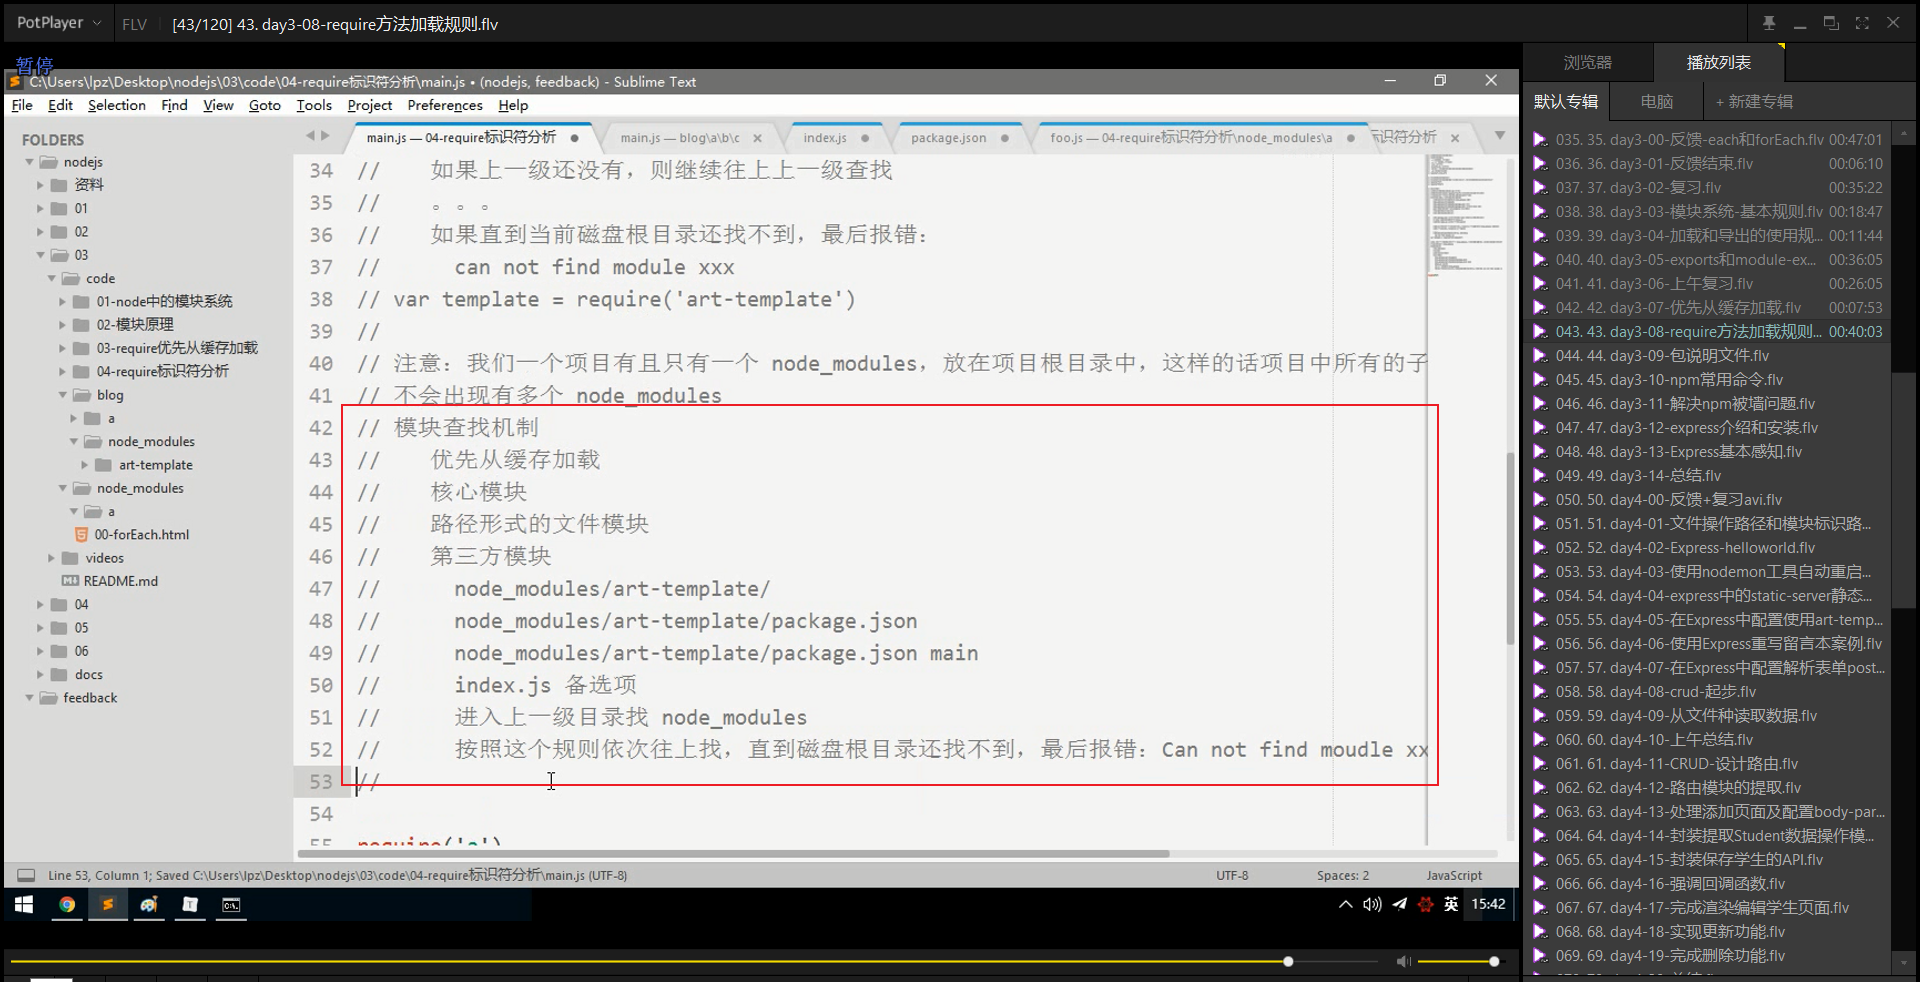 PotPlayer
FLV
[43/120] 43. day3-08-require方法加载规则.flv
暂停
C:\Users\lpz\Desktop\nodejs\03\code\04-require标识符分析\main.js • (nodejs, feedback) - Sublime Text
File Edit Selection Find View Goto Tools Project Preferences Help
FOLDERS
nodejs
资料
01
02
03
code
01-node中的模块系统
02-模块原理
03-require优先从缓存加载
04-require标识符分析
blog
a
node_modules
art-template
node_modules
a
00-forEach.html
videos
README.md
04
05
06
docs
feedback
main.js — 04-require标识符分析
main.js — blog\a\b\c
index.js
package.json
foo.js — 04-require标识符分析\node_modules\a
标识符分析
34 // 如果上一级还没有，则继续往上上一级查找
35 // 。。。
36 // 如果直到当前磁盘根目录还找不到，最后报错：
37 // can not find module xxx
38 // var template = require('art-template')
39 //
40 // 注意：我们一个项目有且只有一个 node_modules，放在项目根目录中，这样的话项目中所有的子
41 // 不会出现有多个 node_modules
42 // 模块查找机制
43 // 优先从缓存加载
44 // 核心模块
45 // 路径形式的文件模块
46 // 第三方模块
47 // node_modules/art-template/
48 // node_modules/art-template/package.json
49 // node_modules/art-template/package.json main
50 // index.js 备选项
51 // 进入上一级目录找 node_modules
52 // 按照这个规则依次往上找，直到磁盘根目录还找不到，最后报错：Can not find moudle xx
53 //
54
55 require('a')
Line 53, Column 1; Saved C:\Users\lpz\Desktop\nodejs\03\code\04-require标识符分析\main.js (UTF-8)
UTF-8
Spaces: 2
JavaScript
英
15:42
浏览器
播放列表
默认专辑
电脑
+ 新建专辑
035. 35. day3-00-反馈-each和forEach.flv 00:47:01
036. 36. day3-01-反馈结束.flv 00:06:10
037. 37. day3-02-复习.flv 00:35:22
038. 38. day3-03-模块系统-基本规则.flv 00:18:47
039. 39. day3-04-加载和导出的使用规... 00:11:44
040. 40. day3-05-exports和module-ex... 00:36:05
041. 41. day3-06-上午复习.flv 00:26:05
042. 42. day3-07-优先从缓存加载.flv 00:07:53
043. 43. day3-08-require方法加载规则... 00:40:03
044. 44. day3-09-包说明文件.flv
045. 45. day3-10-npm常用命令.flv
046. 46. day3-11-解决npm被墙问题.flv
047. 47. day3-12-express介绍和安装.flv
048. 48. day3-13-Express基本感知.flv
049. 49. day3-14-总结.flv
050. 50. day4-00-反馈+复习avi.flv
051. 51. day4-01-文件操作路径和模块标识路...
052. 52. day4-02-Express-helloworld.flv
053. 53. day4-03-使用nodemon工具自动重启...
054. 54. day4-04-express中的static-server静态...
055. 55. day4-05-在Express中配置使用art-temp...
056. 56. day4-06-使用Express重写留言本案例.flv
057. 57. day4-07-在Express中配置解析表单post...
058. 58. day4-08-crud-起步.flv
059. 59. day4-09-从文件种读取数据.flv
060. 60. day4-10-上午总结.flv
061. 61. day4-11-CRUD-设计路由.flv
062. 62. day4-12-路由模块的提取.flv
063. 63. day4-13-处理添加页面及配置body-par...
064. 64. day4-14-封装提取Student数据操作模...
065. 65. day4-15-封装保存学生的API.flv
066. 66. day4-16-强调回调函数.flv
067. 67. day4-17-完成渲染编辑学生页面.flv
068. 68. day4-18-实现更新功能.flv
069. 69. day4-19-完成删除功能.flv